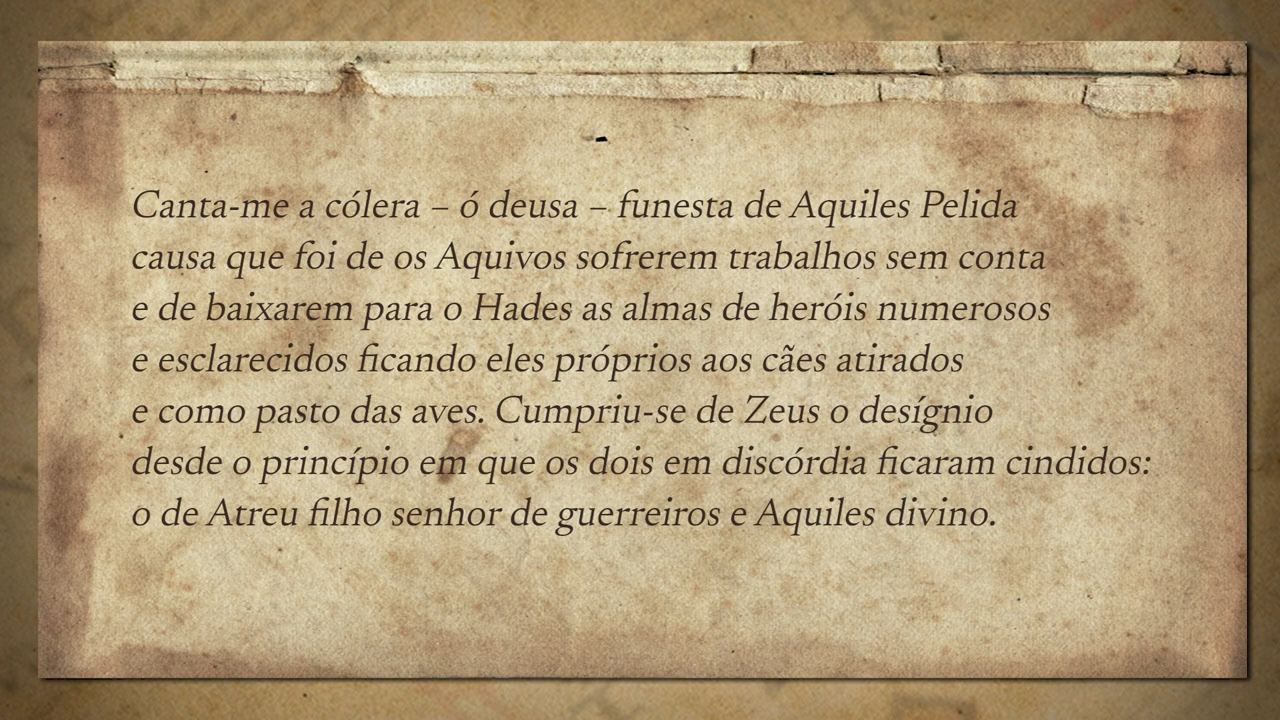 Canta-me a cólera – ó deusa – funesta de Aquiles Pelida
causa que foi de os Aquivos sofrerem trabalhos sem conta
e de baixarem para o Hades as almas de heróis numerosos
e esclarecidos ficando eles próprios aos cães atirados
e como pasto das aves. Cumpriu-se de Zeus o desígnio
desde o princípio em que os dois em discórdia ficaram cindidos:
o de Atreu filho senhor de guerreiros e Aquiles divino.